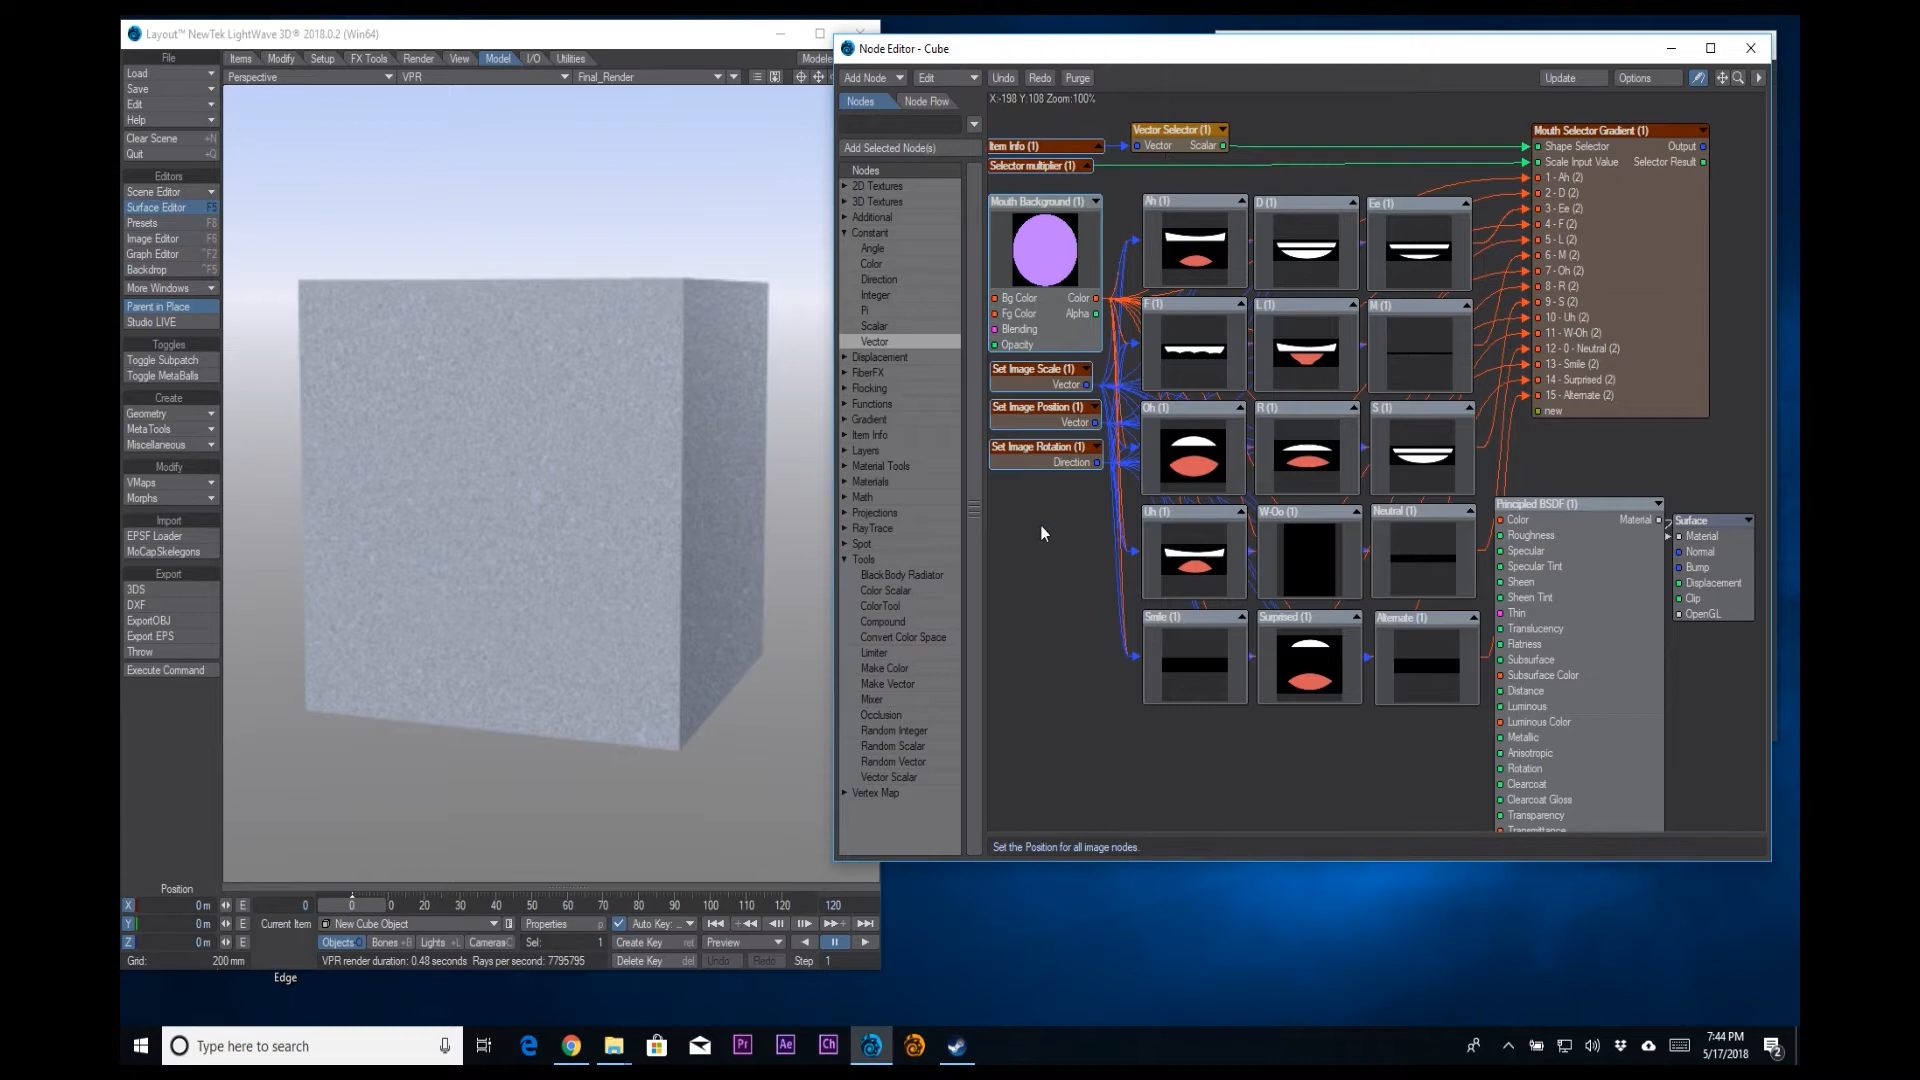 Layout™ NewTek LightWave 3D® 2018.0.2 (Win64)
File
Items Modify Setup FX Tools Render View Model I/O Utilities Modele
Load
Perspective VPR Final_Render
Save
Edit
Help
Clear Scene +N
Quit +Q
Editors
Scene Editor
Surface Editor F5
Presets F8
Image Editor F6
Graph Editor ^F2
Backdrop ^F5
More Windows
Parent in Place
Studio LIVE
Toggles
Toggle Subpatch
Toggle MetaBalls
Create
Geometry
MetaTools
Miscellaneous
Modify
VMaps
Morphs
Import
EPSF Loader
MoCapSkelegons
Export
3DS
DXF
ExportOBJ
Export EPS
Throw
Execute Command
Position
X 0 m E 0 0 0 20 30 40 50 60 70 80 90 100 110 120 120
Y 0 m E Current Item New Cube Object Properties p Auto Key: ...
Z 0 m E Objects O Bones +B Lights +L Cameras C Sel: 1 Create Key ret Preview
Grid: 200 mm VPR render duration: 0.48 seconds Rays per second: 7795795 Delete Key del Undo Redo Step 1
Edge
Node Editor - Cube
Add Node Edit Undo Redo Purge Update Options
Nodes Node Flow X:-198 Y:108 Zoom:100%
Add Selected Node(s)
Nodes
2D Textures
3D Textures
Additional
Constant
Angle
Color
Direction
Integer
Pi
Scalar
Vector
Displacement
FiberFX
Flocking
Functions
Gradient
Item Info
Layers
Material Tools
Materials
Math
Projections
RayTrace
Spot
Tools
BlackBody Radiator
Color Scalar
ColorTool
Compound
Convert Color Space
Limiter
Make Color
Make Vector
Mixer
Occlusion
Random Integer
Random Scalar
Random Vector
Vector Scalar
Vertex Map
Item Info (1)
Selector multiplier (1)
Vector Selector (1)
Vector Scalar
Mouth Background (1)
Bg Color Color
Fg Color Alpha
Blending
Opacity
Set Image Scale (1)
Vector
Set Image Position (1)
Vector
Set Image Rotation (1)
Direction
Ah (1) D (1) Ee (1)
F (1) L (1) M (1)
Oh (1) R (1) S (1)
Uh (1) W-Oo (1) Neutral (1)
Smile (1) Surprised (1) Alternate (1)
Mouth Selector Gradient (1)
Shape Selector Output
Scale Input Value Selector Result
1 - Ah (2)
2 - D (2)
3 - Ee (2)
4 - F (2)
5 - L (2)
6 - M (2)
7 - Oh (2)
8 - R (2)
9 - S (2)
10 - Uh (2)
11 - W-Oh (2)
12 - 0 - Neutral (2)
13 - Smile (2)
14 - Surprised (2)
15 - Alternate (2)
new
Principled BSDF (1)
Color Material
Roughness
Specular
Specular Tint
Sheen
Sheen Tint
Thin
Translucency
Flatness
Subsurface
Subsurface Color
Distance
Luminous
Luminous Color
Metallic
Anisotropic
Rotation
Clearcoat
Clearcoat Gloss
Transparency
Transmittance
Surface
Material
Normal
Bump
Displacement
Clip
OpenGL
Set the Position for all image nodes.
Type here to search
Pr Ae Ch
7:44 PM
5/17/2018
2